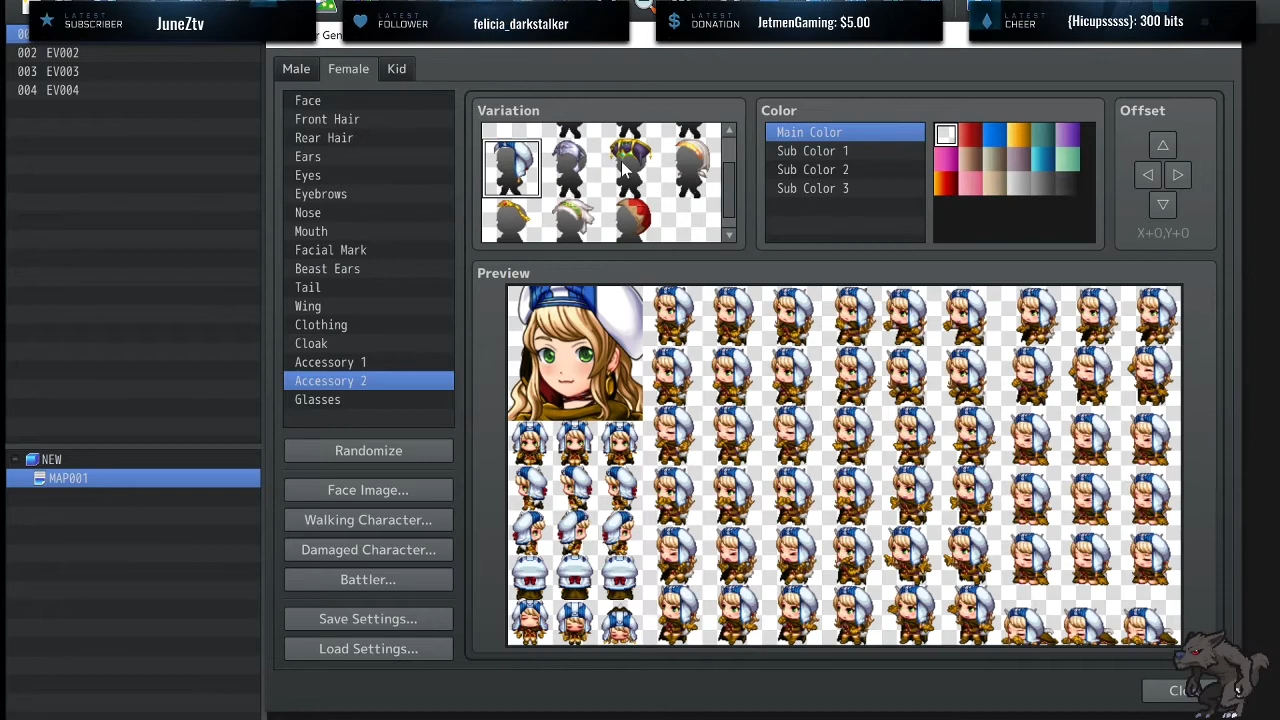 LATEST
SUBSCRIBER
JuneZtv
LATEST
FOLLOWER
felicia_darkstalker
LATEST
DONATION
JetmenGaming: $5.00
LATEST
CHEER
{Hicupsssss}: 300 bits
002 EV002
003 EV003
004 EV004
Male
Female
Kid
Face
Front Hair
Rear Hair
Ears
Eyes
Eyebrows
Nose
Mouth
Facial Mark
Beast Ears
Tail
Wing
Clothing
Cloak
Accessory 1
Accessory 2
Glasses
Randomize
Face Image...
Walking Character...
Damaged Character...
Battler...
Save Settings...
Load Settings...
Variation
Color
Main Color
Sub Color 1
Sub Color 2
Sub Color 3
Offset
X+0,Y+0
Preview
NEW
MAP001